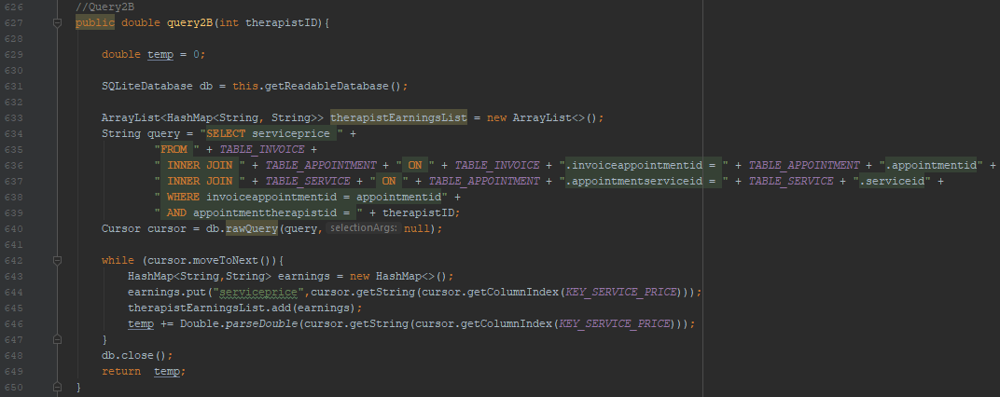 626 //Query2B
627 public double query2B(int therapistID){
628
629 double temp = 0;
630
631 SQLiteDatabase db = this.getReadableDatabase();
632
633 ArrayList<HashMap<String, String>> therapistEarningsList = new ArrayList<>();
634 String query = "SELECT serviceprice " +
635 "FROM " + TABLE_INVOICE +
636 " INNER JOIN " + TABLE_APPOINTMENT + " ON " + TABLE_INVOICE + ".invoiceappointmentid = " + TABLE_APPOINTMENT + ".appointmentid" +
637 " INNER JOIN " + TABLE_SERVICE + " ON " + TABLE_APPOINTMENT + ".appointmentserviceid = " + TABLE_SERVICE + ".serviceid" +
638 " WHERE invoiceappointmentid = appointmentid" +
639 " AND appointmenttherapistid = " + therapistID;
640 Cursor cursor = db.rawQuery(query, selectionArgs: null);
641
642 while (cursor.moveToNext()){
643 HashMap<String,String> earnings = new HashMap<>();
644 earnings.put("serviceprice",cursor.getString(cursor.getColumnIndex(KEY_SERVICE_PRICE)));
645 therapistEarningsList.add(earnings);
646 temp += Double.parseDouble(cursor.getString(cursor.getColumnIndex(KEY_SERVICE_PRICE)));
647 }
648 db.close();
649 return temp;
650 }